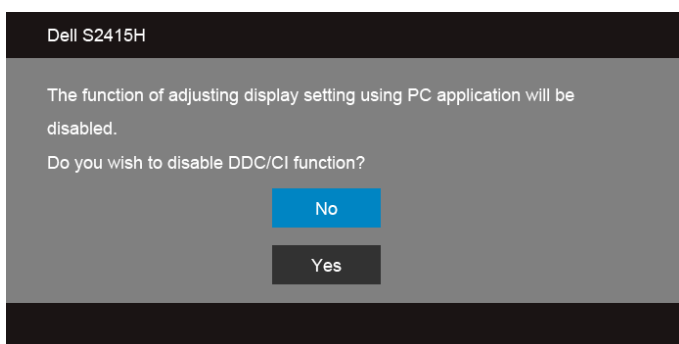 Dell S2415H
The function of adjusting display setting using PC application will be
disabled.
Do you wish to disable DDC/CI function?
No
Yes